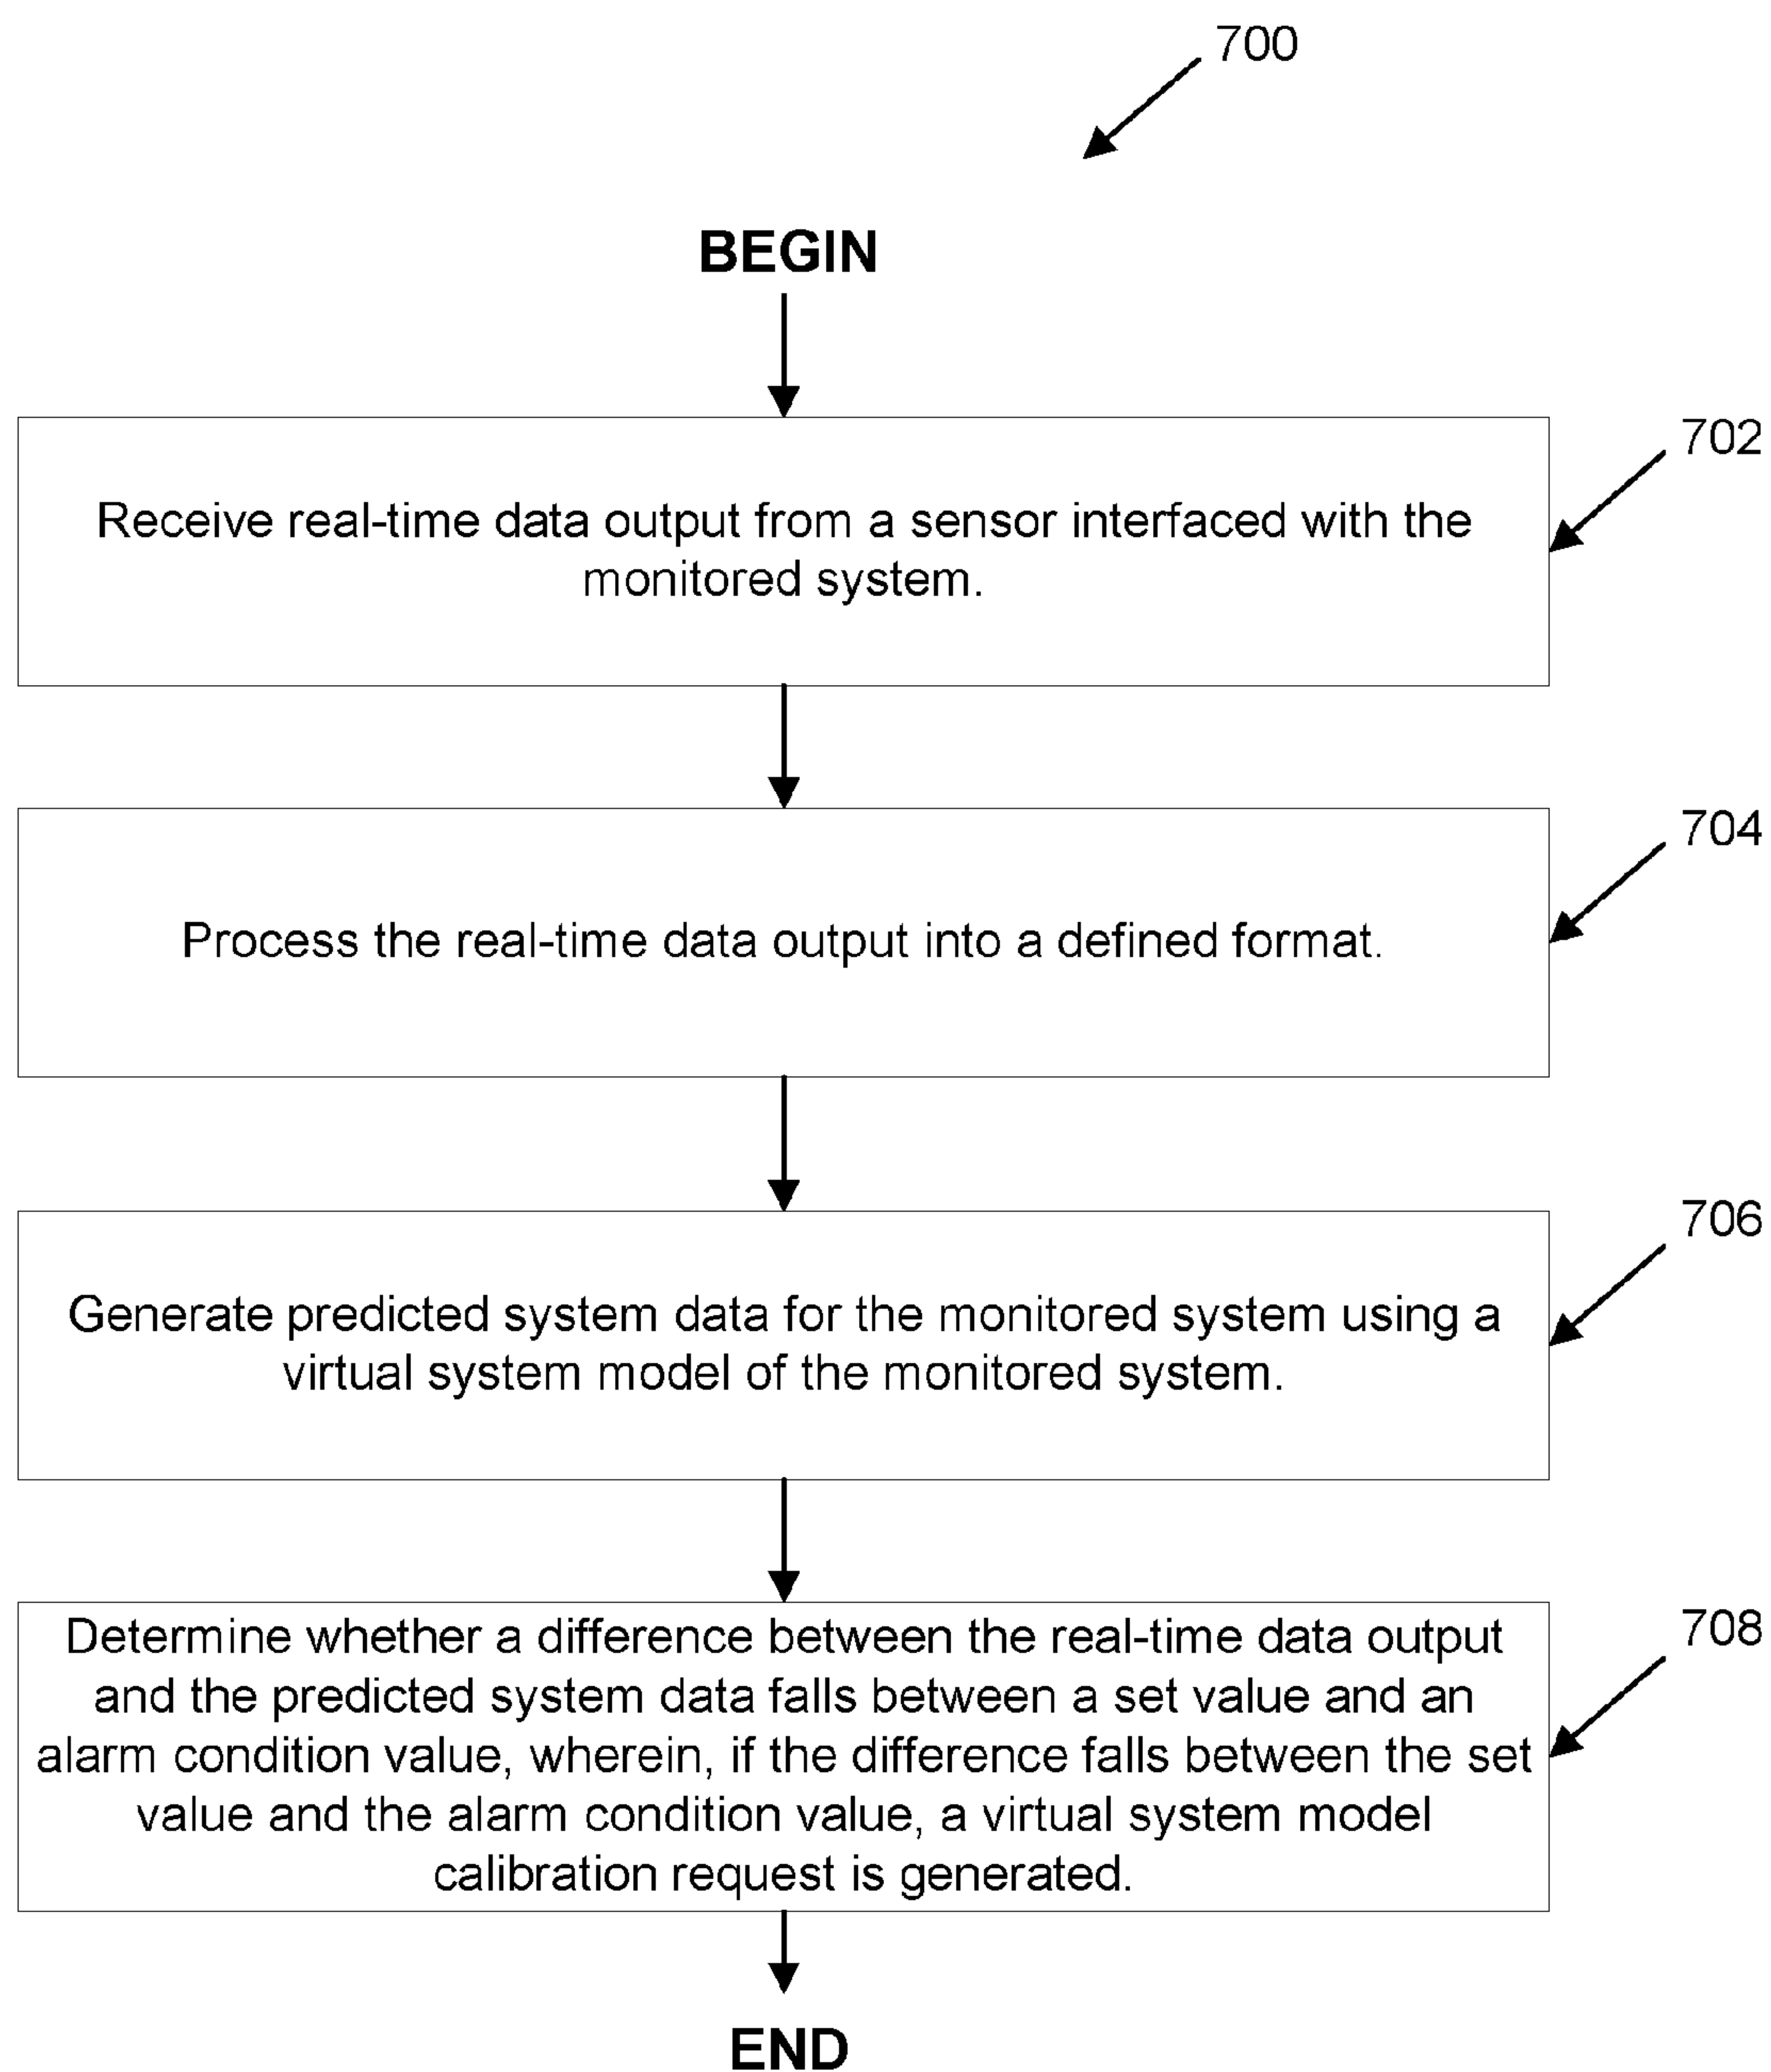 700
BEGIN
702
Receive real-time data output from a sensor interfaced with the
monitored system.
704
Process the real-time data output into a defined format.
706
Generate predicted system data for the monitored system using a
virtual system model of the monitored system.
708
Determine whether a difference between the real-time data output
and the predicted system data falls between a set value and an
alarm condition value, wherein, if the difference falls between the set
value and the alarm condition value, a virtual system model
calibration request is generated.
END